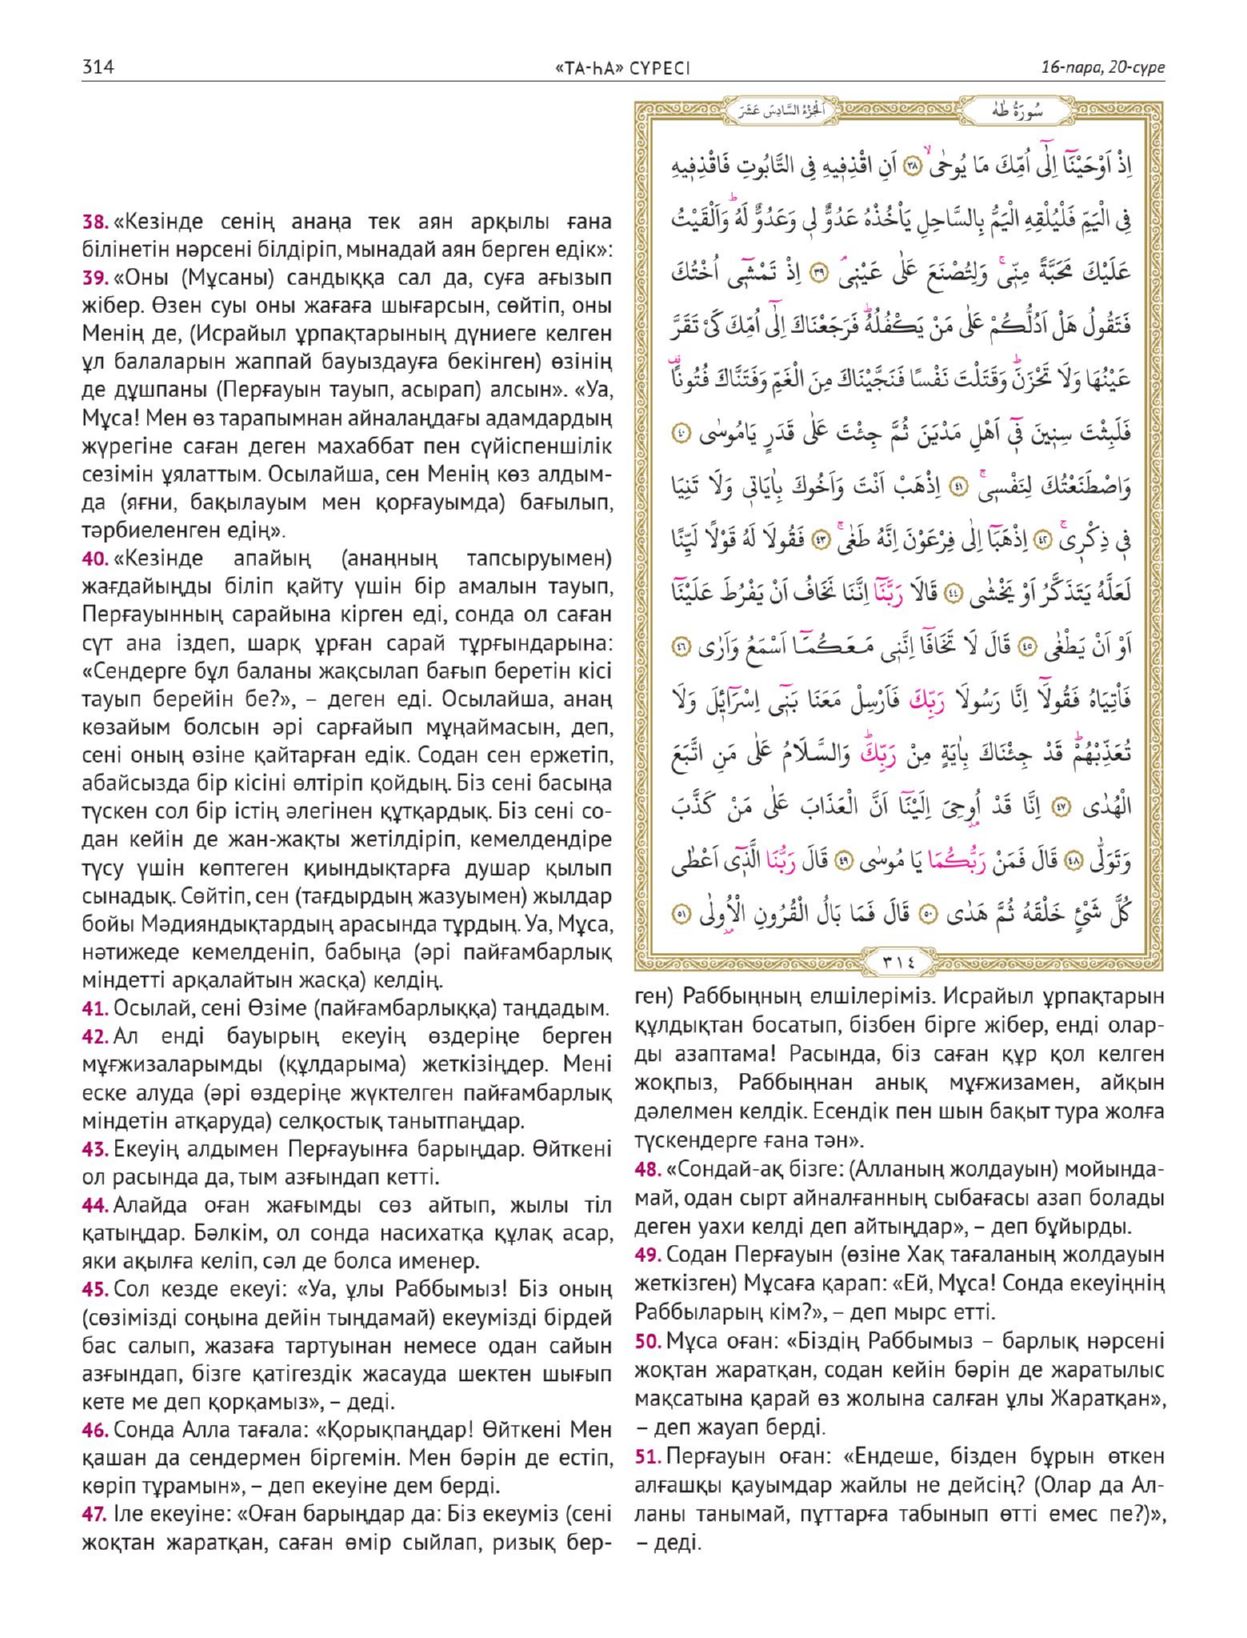 314
«ТА-ҺА» СҮРЕСІ
16-пара, 20-сүре
38. «Кезінде сенің анаңа тек аян арқылы ғана
білінетін нәрсені білдіріп, мынадай аян берген едік»:
39. «Оны (Мұсаны) сандыққа сал да, суға ағызып
жібер. Өзен суы оны жағаға шығарсын, сөйтіп, оны
Менің де, (Исрайыл ұрпақтарының дүниеге келген
ұл балаларын жаппай бауыздауға бекінген) өзінің
де дұшпаны (Перғауын тауып, асырап) алсын». «Уа,
Мұса! Мен өз тарапымнан айналаңдағы адамдардың
жүрегіне саған деген махаббат пен сүйіспеншілік
сезімін ұялаттым. Осылайша, сен Менің көз алдым-
да (яғни, бақылауым мен қорғауымда) бағылып,
тәрбиеленген едің».
40. «Кезінде апайың (анаңның тапсыруымен)
жағдайыңды біліп қайту үшін бір амалын тауып,
Перғауынның сарайына кірген еді, сонда ол саған
сүт ана іздеп, шарқ ұрған сарай тұрғындарына:
«Сендерге бұл баланы жақсылап бағып беретін кісі
тауып берейін бе?», – деген еді. Осылайша, анаң
көзайым болсын әрі сарғайып мұңаймасын, деп,
сені оның өзіне қайтарған едік. Содан сен ержетіп,
абайсызда бір кісіні өлтіріп қойдың. Біз сені басыңа
түскен сол бір істің әлегінен құтқардық. Біз сені со-
дан кейін де жан-жақты жетілдіріп, кемелдендіре
түсу үшін көптеген қиындықтарға душар қылып
сынадық. Сөйтіп, сен (тағдырдың жазуымен) жылдар
бойы Мәдияндықтардың арасында тұрдың. Уа, Мұса,
нәтижеде кемелденіп, бабыңа (әрі пайғамбарлық
міндетті арқалайтын жасқа) келдің.
41. Осылай, сені Өзіме (пайғамбарлыққа) таңдадым.
42. Ал енді бауырың екеуің өздеріңе берген
мұғжизаларымды (құлдарыма) жеткізіңдер. Мені
еске алуда (әрі өздеріңе жүктелген пайғамбарлық
міндетін атқаруда) селқостық танытпаңдар.
43. Екеуің алдымен Перғауынға барыңдар. Өйткені
ол расында да, тым азғындап кетті.
44. Алайда оған жағымды сөз айтып, жылы тіл
қатыңдар. Бәлкім, ол сонда насихатқа құлақ асар,
яки ақылға келіп, сәл де болса именер.
45. Сол кезде екеуі: «Уа, ұлы Раббымыз! Біз оның
(сөзімізді соңына дейін тыңдамай) екеумізді бірдей
бас салып, жазаға тартуынан немесе одан сайын
азғындап, бізге қатігездік жасауда шектен шығып
кете ме деп қорқамыз», – деді.
46. Сонда Алла тағала: «Қорықпаңдар! Өйткені Мен
қашан да сендермен біргемін. Мен бәрін де естіп,
көріп тұрамын», – деп екеуіне дем берді.
47. Іле екеуіне: «Оған барыңдар да: Біз екеуміз (сені
жоқтан жаратқан, саған өмір сыйлап, ризық бер-
سُورَةُ طٰهٰ
اَلْجُزْءُ السَّادِسَ عَشَرَ
اِذْ اَوْحَيْنَٓا اِلٰٓى اُمِّكَ مَا يُوحٰىۙ ﴿٣٨﴾ اَنِ اقْذِفٖيهِ فِى التَّابُوتِ فَاقْذِفٖيهِ
فِى الْيَمِّ فَلْيُلْقِهِ الْيَمُّ بِالسَّاحِلِ يَأْخُذْهُ عَدُوٌّ لٖى وَعَدُوٌّ لَهُۜ وَاَلْقَيْتُ
عَلَيْكَ مَحَبَّةً مِنّٖىۚ وَلِتُصْنَعَ عَلٰى عَيْنٖىۘ ﴿٣٩﴾ اِذْ تَمْشٖٓى اُخْتُكَ
فَتَقُولُ هَلْ اَدُلُّكُمْ عَلٰى مَنْ يَكْفُلُهُۜ فَرَجَعْنَاكَ اِلٰٓى اُمِّكَ كَىْ تَقَرَّ
عَيْنُهَا وَلَا تَحْزَنَۜ وَقَتَلْتَ نَفْسًا فَنَجَّيْنَاكَ مِنَ الْغَمِّ وَفَتَنَّاكَ فُتُونًا۠
فَلَبِثْتَ سِنٖينَ فٖٓى اَهْلِ مَدْيَنَ ثُمَّ جِئْتَ عَلٰى قَدَرٍ يَامُوسٰى ﴿٤٠﴾
وَاصْطَنَعْتُكَ لِنَفْسٖىۚ ﴿٤١﴾ اِذْهَبْ اَنْتَ وَاَخُوكَ بِاٰيَاتٖى وَلَا تَنِيَا
فٖى ذِكْرٖىۚ ﴿٤٢﴾ اِذْهَبَٓا اِلٰى فِرْعَوْنَ اِنَّهُ طَغٰىۚ ﴿٤٣﴾ فَقُولَا لَهُ قَوْلًا لَيِّنًا
لَعَلَّهُ يَتَذَكَّرُ اَوْ يَخْشٰى ﴿٤٤﴾ قَالَا رَبَّنَٓا اِنَّنَا نَخَافُ اَنْ يَفْرُطَ عَلَيْنَٓا
اَوْ اَنْ يَطْغٰى ﴿٤٥﴾ قَالَ لَا تَخَافَٓا اِنَّنٖى مَعَكُمَٓا اَسْمَعُ وَاَرٰى ﴿٤٦﴾
فَاْتِيَاهُ فَقُولَٓا اِنَّا رَسُولَا رَبِّكَ فَاَرْسِلْ مَعَنَا بَنٖٓى اِسْرَٓائٖلَ وَلَا
تُعَذِّبْهُمْۜ قَدْ جِئْنَاكَ بِاٰيَةٍ مِنْ رَبِّكَۜ وَالسَّلَامُ عَلٰى مَنِ اتَّبَعَ
الْهُدٰى ﴿٤٧﴾ اِنَّا قَدْ اُو۫حِىَ اِلَيْنَٓا اَنَّ الْعَذَابَ عَلٰى مَنْ كَذَّبَ
وَتَوَلّٰى ﴿٤٨﴾ قَالَ فَمَنْ رَبُّكُمَا يَا مُوسٰى ﴿٤٩﴾ قَالَ رَبُّنَا الَّذٖٓى اَعْطٰى
كُلَّ شَىْءٍ خَلْقَهُ ثُمَّ هَدٰى ﴿٥٠﴾ قَالَ فَمَا بَالُ الْقُرُونِ الْاُو۫لٰى ﴿٥١﴾
٣١٤
ген) Раббыңның елшілеріміз. Исрайыл ұрпақтарын
құлдықтан босатып, бізбен бірге жібер, енді олар-
ды азаптама! Расында, біз саған құр қол келген
жоқпыз, Раббыңнан анық мұғжизамен, айқын
дәлелмен келдік. Есендік пен шын бақыт тура жолға
түскендерге ғана тән».
48. «Сондай-ақ бізге: (Алланың жолдауын) мойында-
май, одан сырт айналғанның сыбағасы азап болады
деген уахи келді деп айтыңдар», – деп бұйырды.
49. Содан Перғауын (өзіне Хақ тағаланың жолдауын
жеткізген) Мұсаға қарап: «Ей, Мұса! Сонда екеуіңнің
Раббыларың кім?», – деп мырс етті.
50. Мұса оған: «Біздің Раббымыз – барлық нәрсені
жоқтан жаратқан, содан кейін бәрін де жаратылыс
мақсатына қарай өз жолына салған ұлы Жаратқан»,
– деп жауап берді.
51. Перғауын оған: «Ендеше, бізден бұрын өткен
алғашқы қауымдар жайлы не дейсің? (Олар да Ал-
ланы танымай, пұттарға табынып өтті емес пе?)»,
– деді.